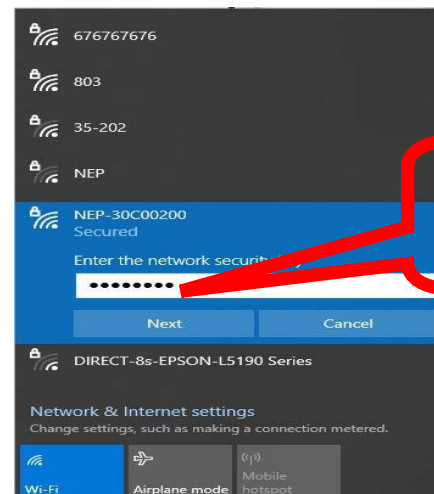 676767676
803
35-202
NEP
NEP-30C00200
Secured
Enter the network
••••••••
Next
Cancel
DIRECT-8s-EPSON-L5190 Series
Network & Internet settings
Change settings, such as making a connection metered.
Wi-Fi
Airplane mode
Mobile
hotspot